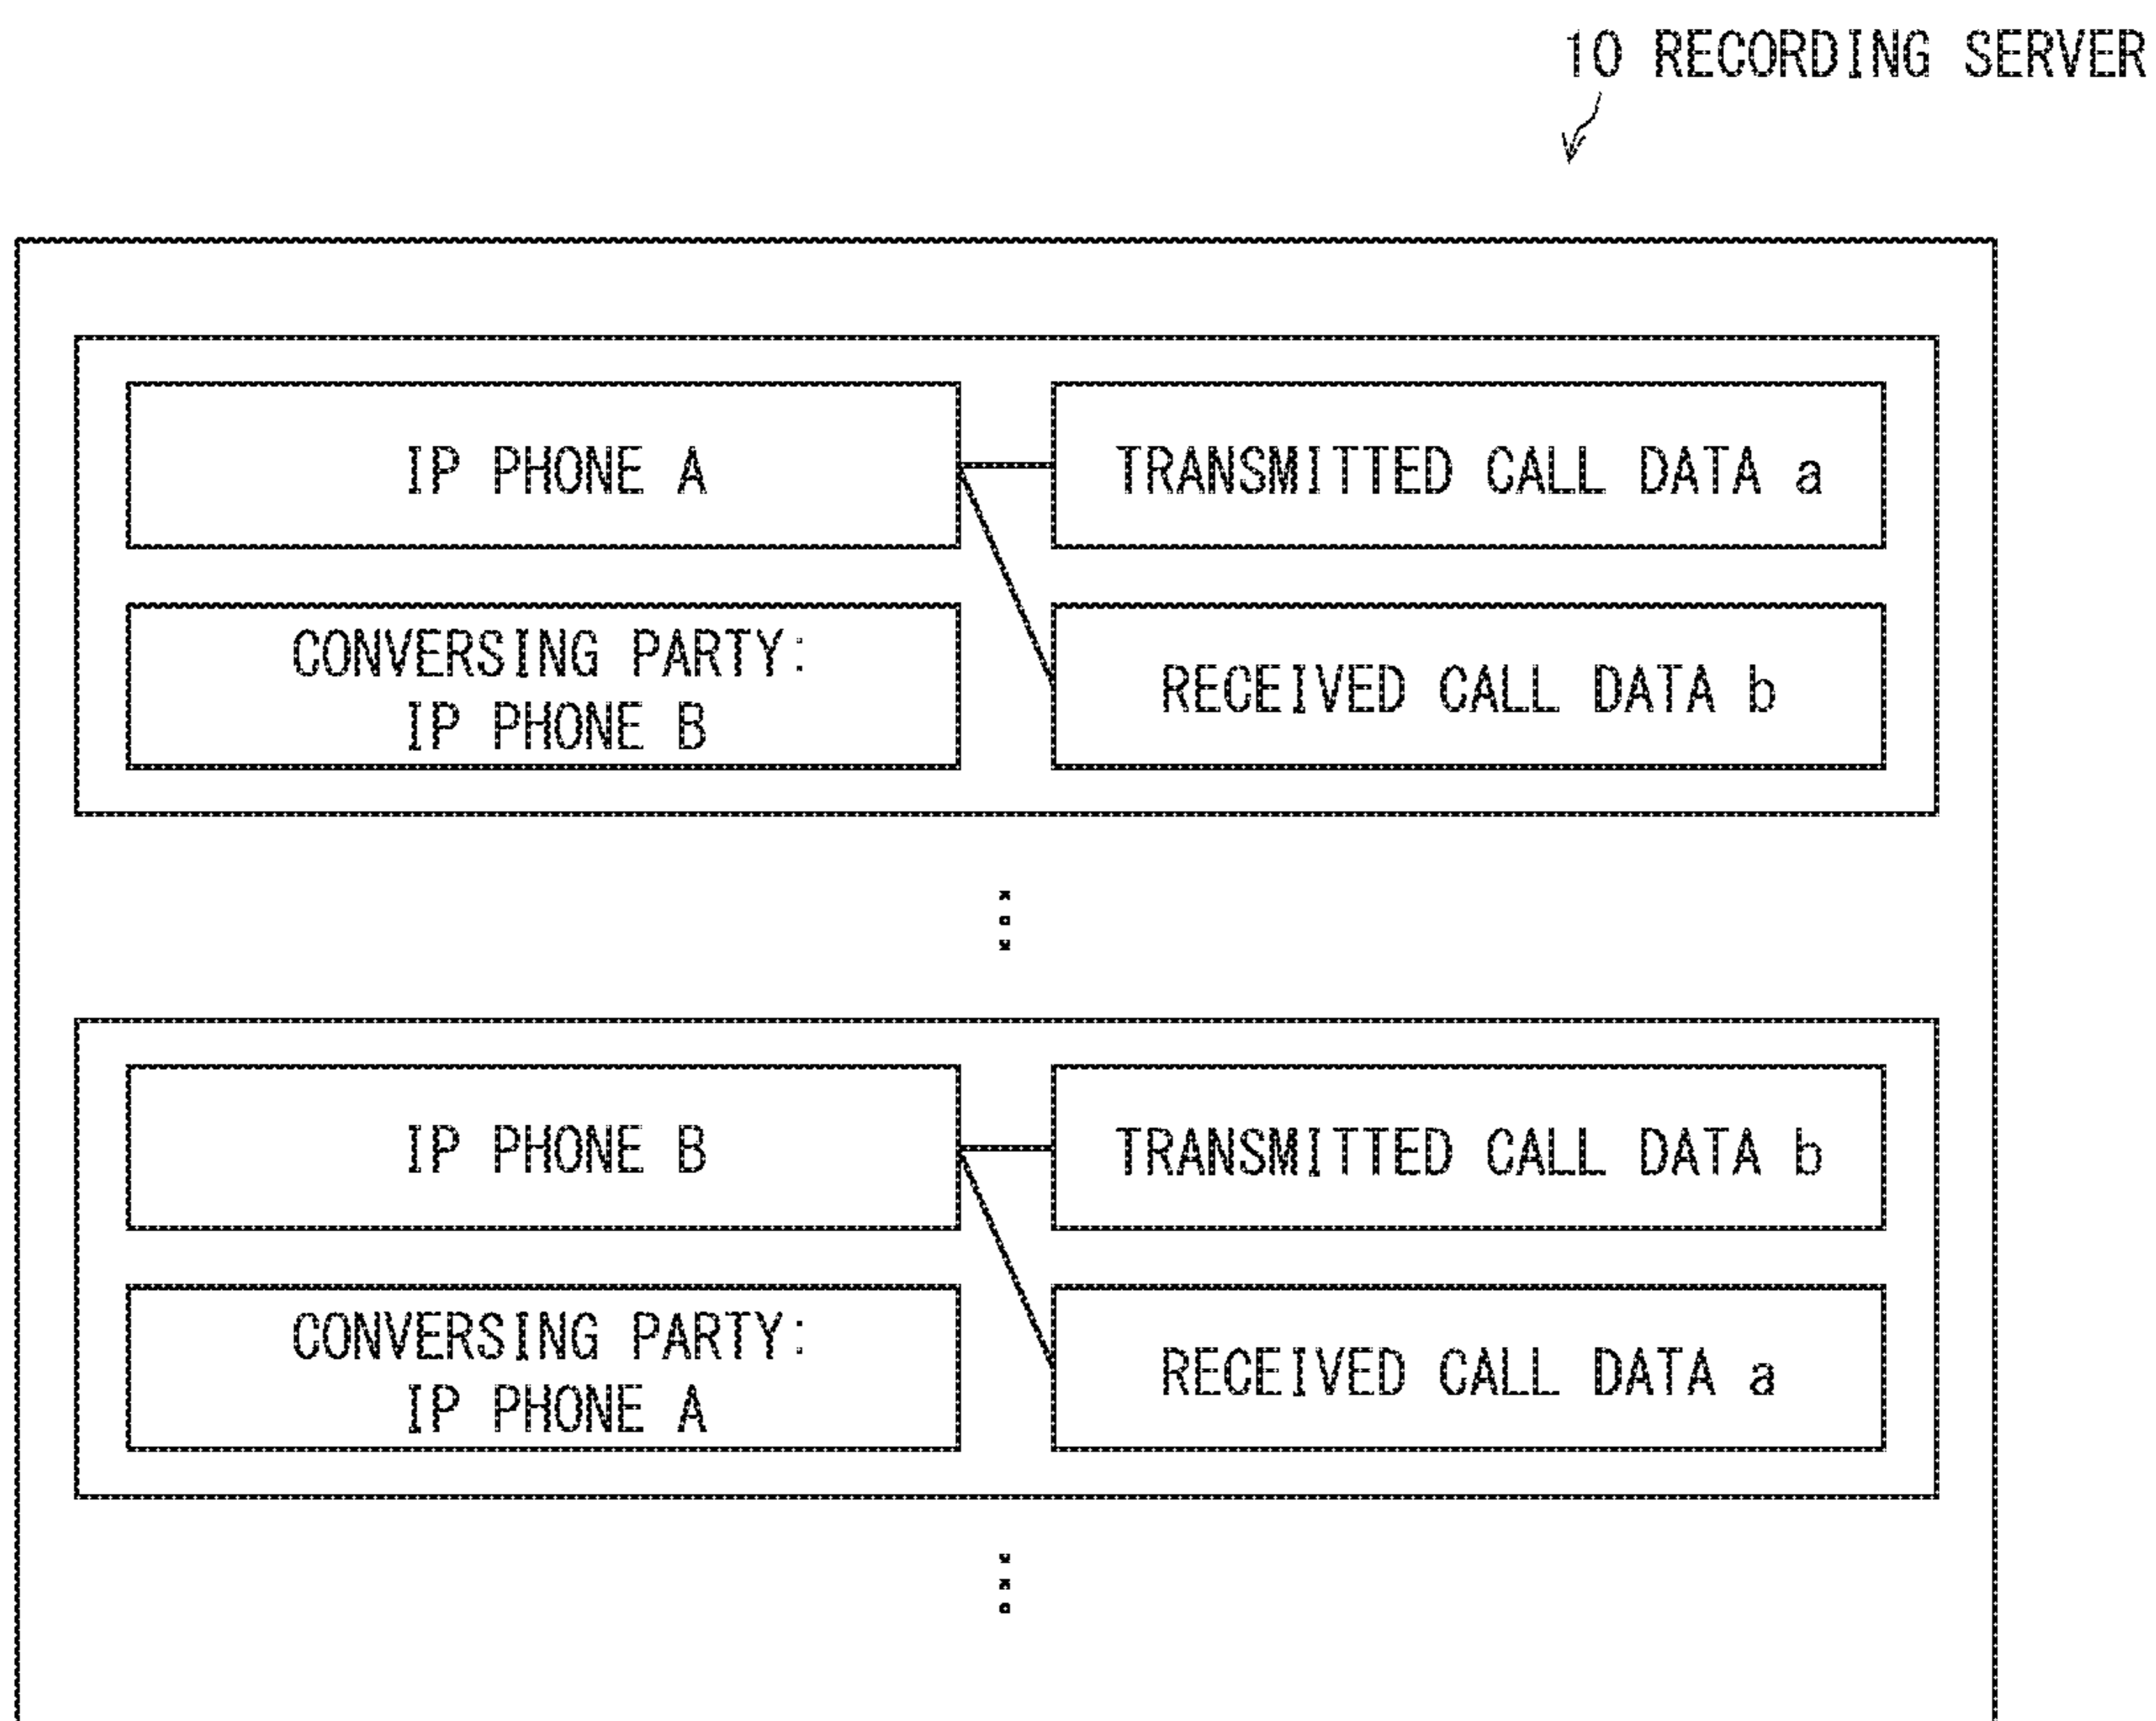 10 RECORDING SERVER
IP PHONE A
TRANSMITTED CALL DATA a
CONVERSING PARTY:
IP PHONE B
RECEIVED CALL DATA b
IP PHONE B
TRANSMITTED CALL DATA b
CONVERSING PARTY:
IP PHONE A
RECEIVED CALL DATA a